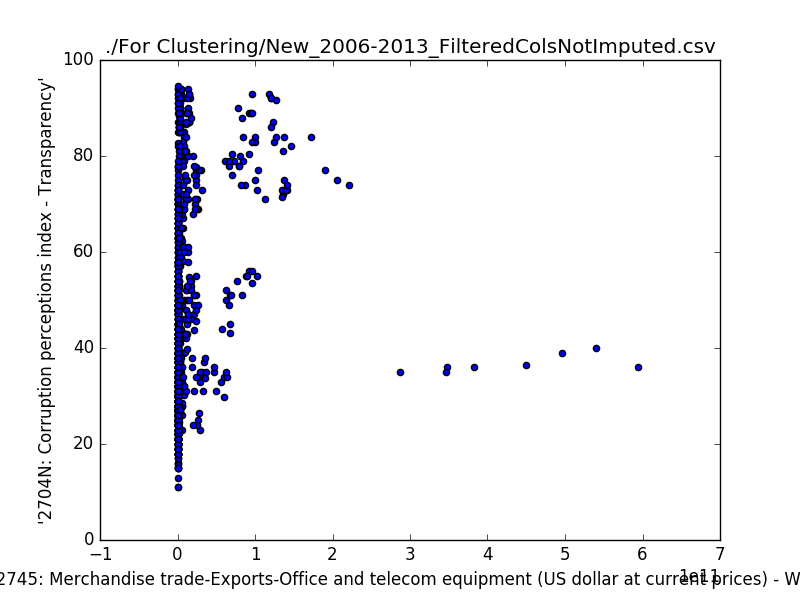 ./For Clustering/New_2006-2013_FilteredColsNotImputed.csv
'2704N: Corruption perceptions index - Transparency'
100
80
60
40
20
0
−1 0 1 2 3 4 5 6 7
1e11
2745: Merchandise trade-Exports-Office and telecom equipment (US dollar at current prices) - W